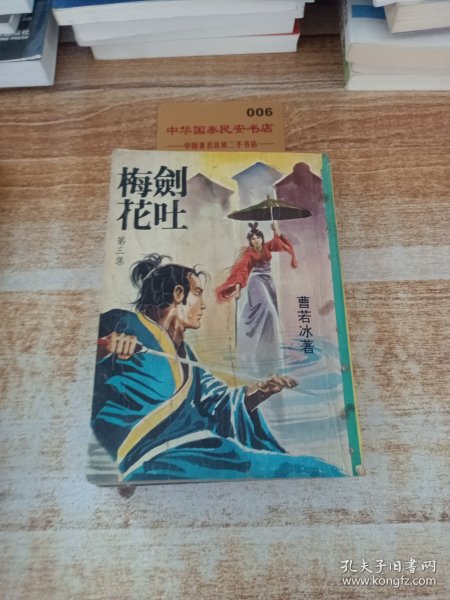 006
中华国泰民安书店
中国著名民族二手书店
劍吐
梅花
第三集
曹若冰著
孔夫子旧书网
www.kongfz.com